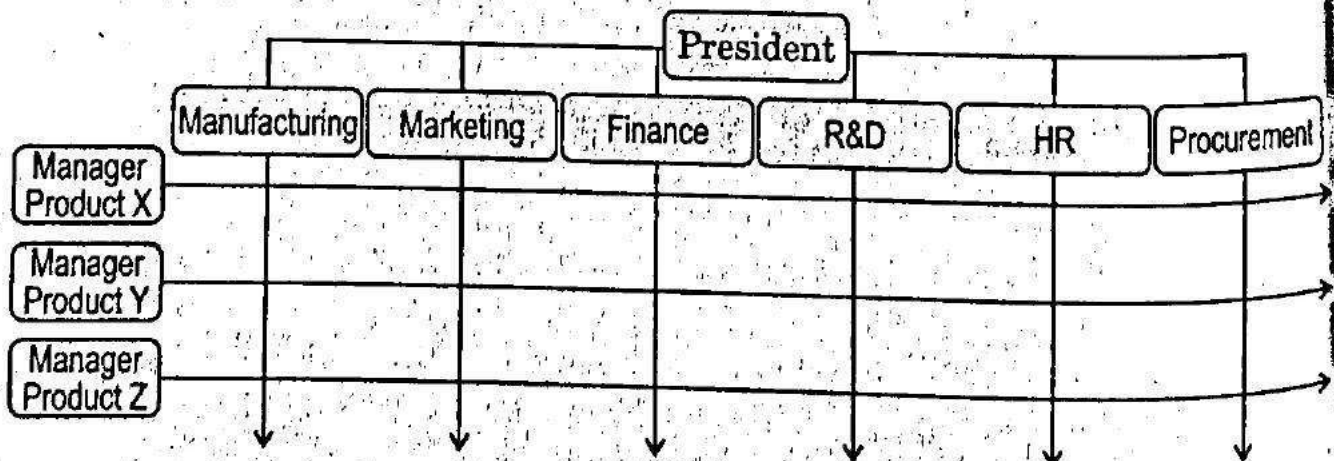 President
Manufacturing
Marketing
Finance
R&D
HR
Procurement
Manager
Product X
Manager
Product Y
Manager
Product Z